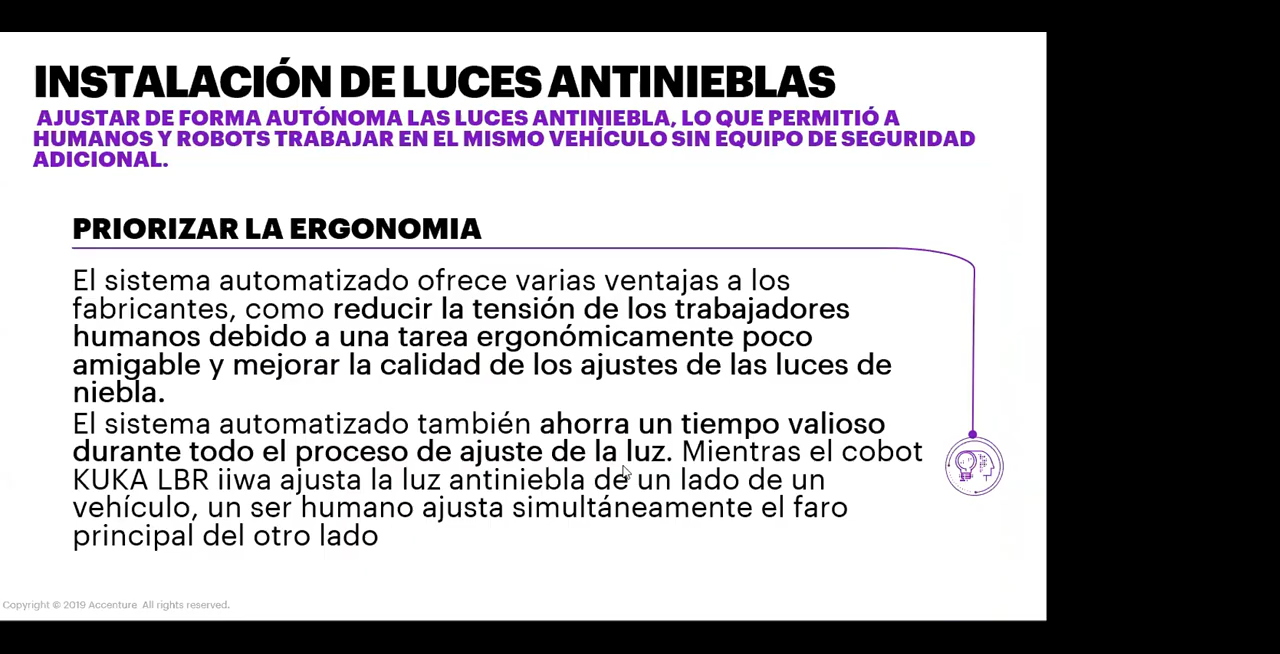 INSTALACIÓN DE LUCES ANTINIEBLAS
AJUSTAR DE FORMA AUTÓNOMA LAS LUCES ANTINIEBLA, LO QUE PERMITIÓ A
HUMANOS Y ROBOTS TRABAJAR EN EL MISMO VEHÍCULO SIN EQUIPO DE SEGURIDAD
ADICIONAL.
PRIORIZAR LA ERGONOMIA
El sistema automatizado ofrece varias ventajas a los
fabricantes, como reducir la tensión de los trabajadores
humanos debido a una tarea ergonómicamente poco
amigable y mejorar la calidad de los ajustes de las luces de
niebla.
El sistema automatizado también ahorra un tiempo valioso
durante todo el proceso de ajuste de la luz. Mientras el cobot
KUKA LBR iiwa ajusta la luz antiniebla de un lado de un
vehículo, un ser humano ajusta simultáneamente el faro
principal del otro lado
Copyright © 2019 Accenture All rights reserved.